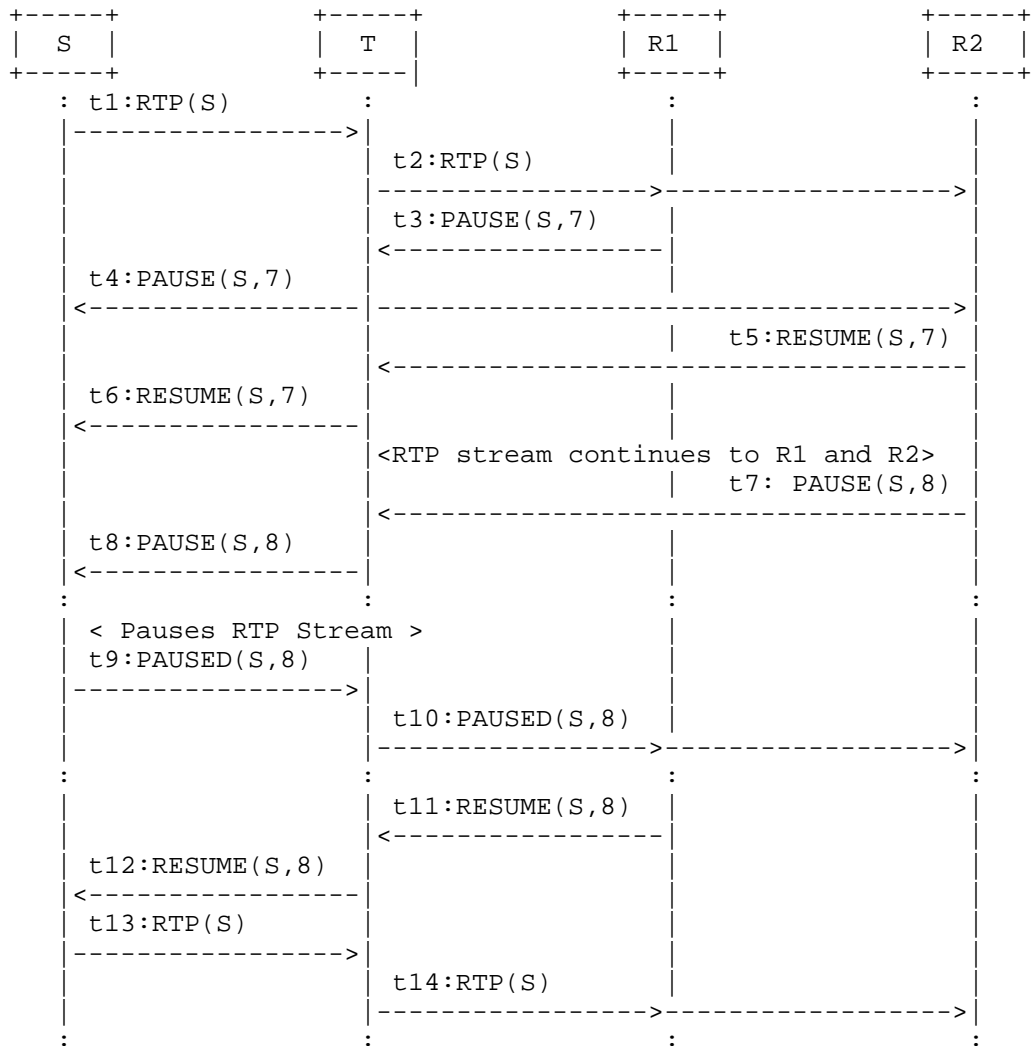 S T R1 R2
t1:RTP(S)
t2:RTP(S)
t3:PAUSE(S,7)
t4:PAUSE(S,7)
t5:RESUME(S,7)
t6:RESUME(S,7)
<RTP stream continues to R1 and R2>
t7: PAUSE(S,8)
t8:PAUSE(S,8)
< Pauses RTP Stream >
t9:PAUSED(S,8)
t10:PAUSED(S,8)
t11:RESUME(S,8)
t12:RESUME(S,8)
t13:RTP(S)
t14:RTP(S)